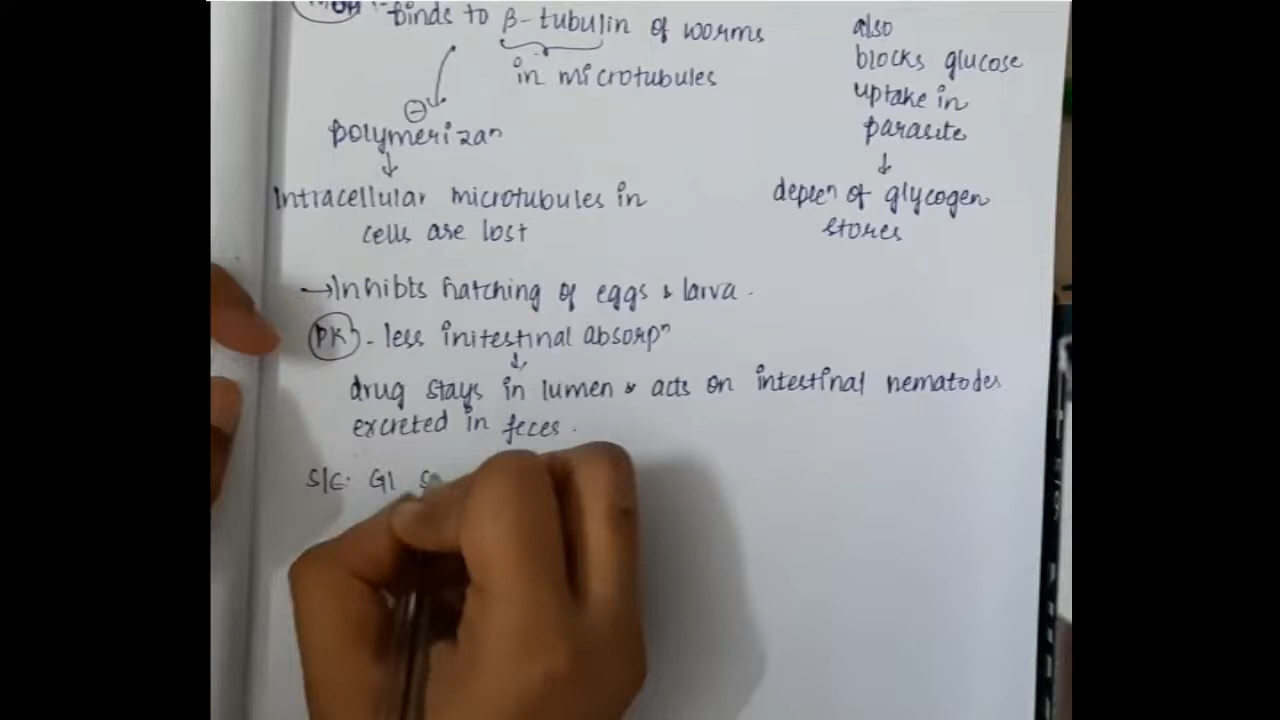 binds to β-tubulin of worms
in microtubules
⊖
polymerizaⁿ
↓
Intracellular microtubules in
cells are lost
also
blocks glucose
uptake in
parasite
↓
depleⁿ of glycogen
stores
→Inhibts hatching of eggs & larva.
PK - less initestinal absorpⁿ
↓
drug stays in lumen & acts on intestinal nematodes
excreted in feces.
S/E: GI